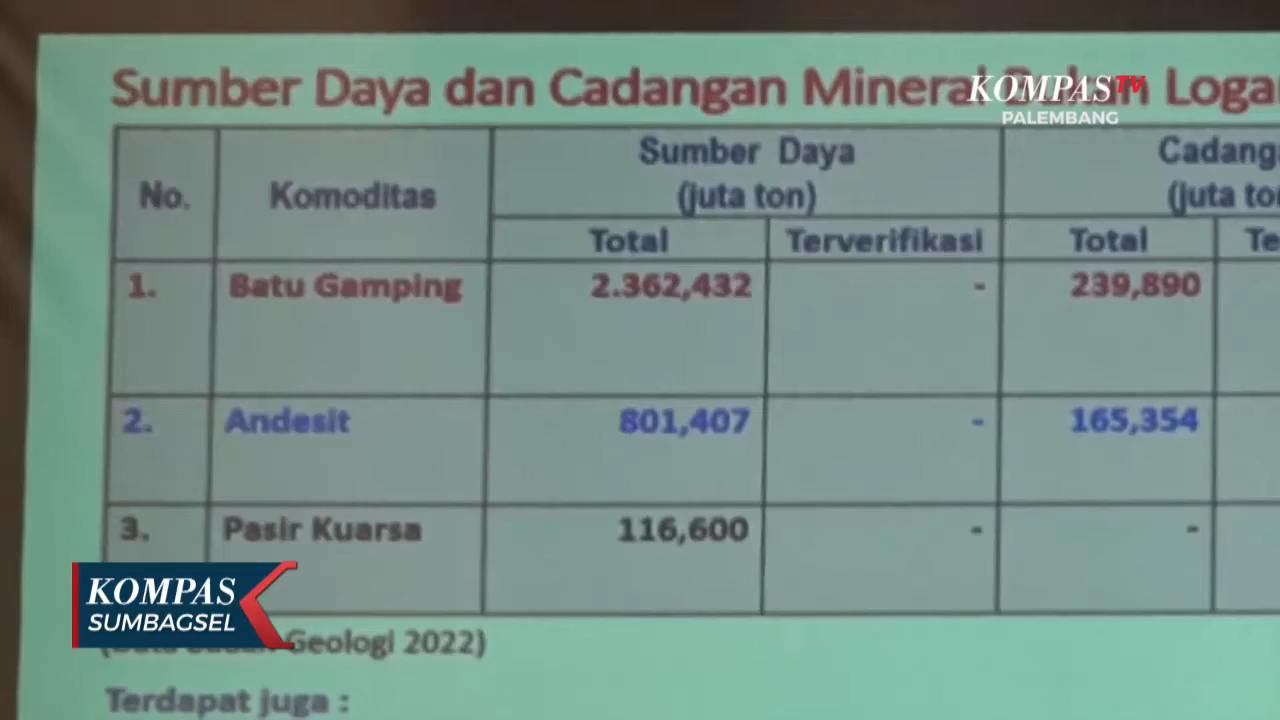 Sumber Daya dan Cadangan Mineral
KOMPAS TV
PALEMBANG
No.
Komoditas
Sumber Daya
(juta ton)
Total
Terverifikasi
Total
1.
Batu Gamping
2.362,432
-
239,890
2.
Andesit
801,407
-
165,354
3.
Pasir Kuarsa
116,600
-
-
KOMPAS
SUMBAGSEL
Geologi 2022)
Terdapat juga :